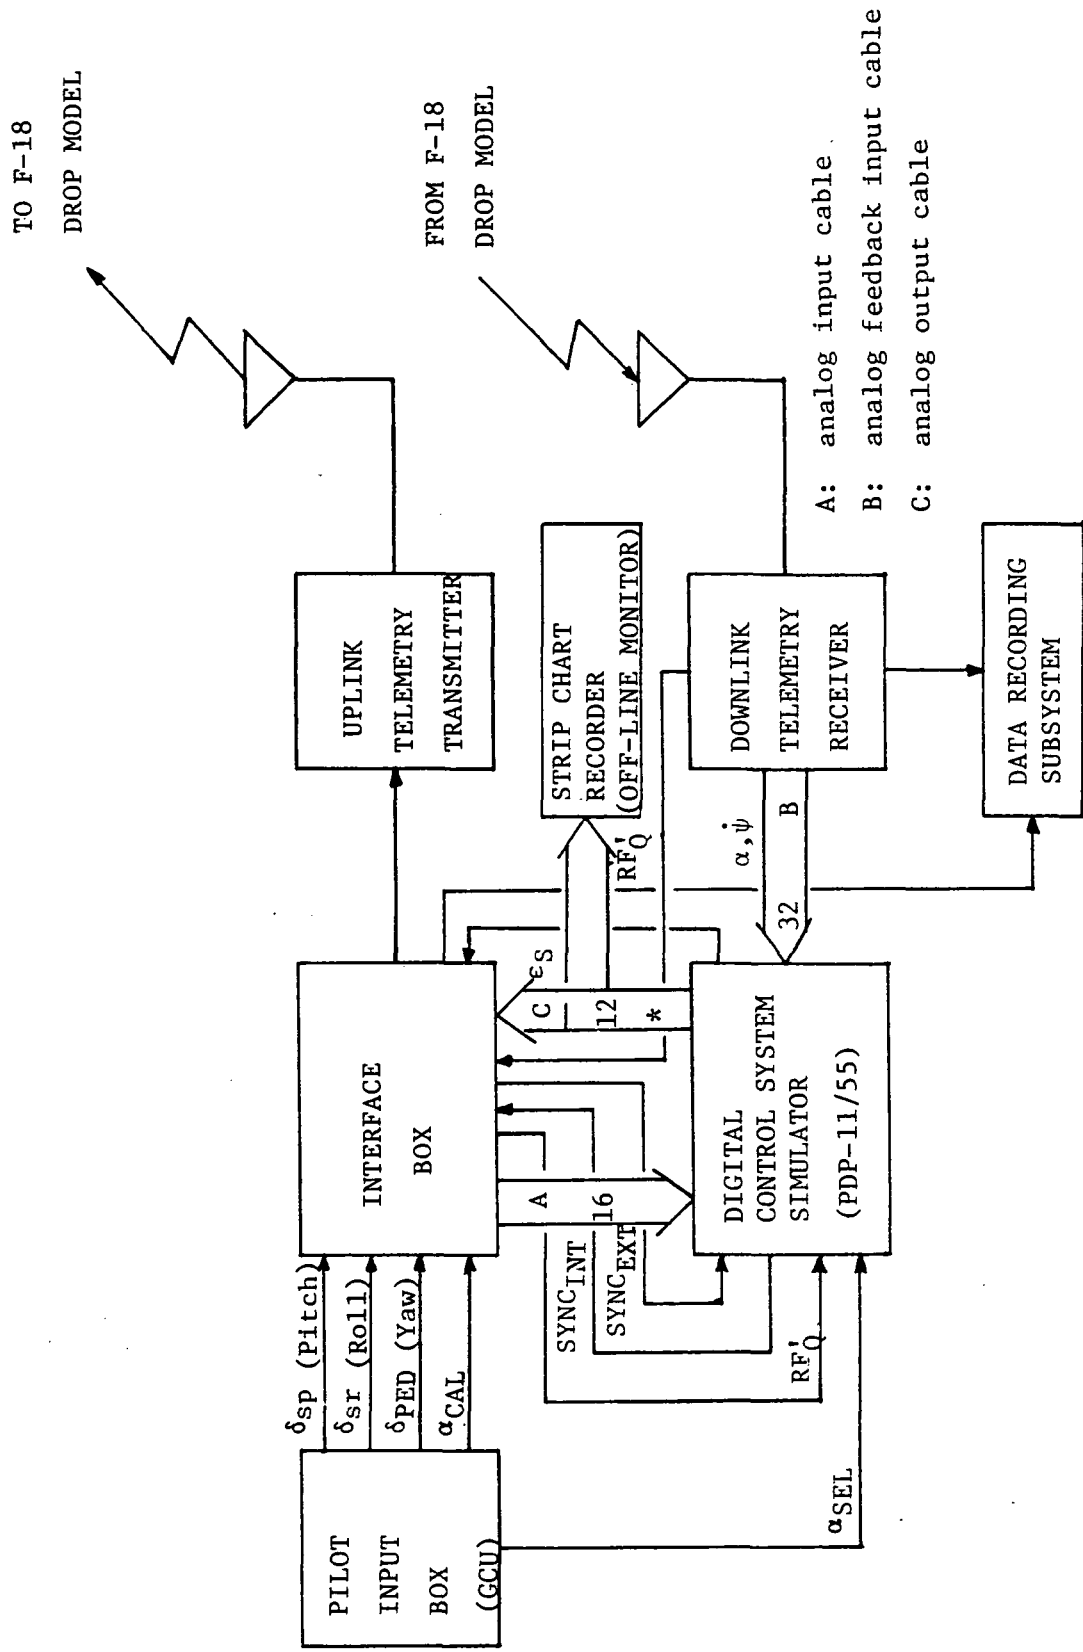 TO F-18
DROP MODEL
FROM F-18
DROP MODEL
UPLINK
TELEMETRY
TRANSMITTER
STRIP CHART
RECORDER
(OFF-LINE MONITOR)
DOWNLINK
TELEMETRY
RECEIVER
DATA RECORDING
SUBSYSTEM
A: analog input cable
B: analog feedback input cable
C: analog output cable
INTERFACE
BOX
DIGITAL
CONTROL SYSTEM
SIMULATOR
(PDP-11/55)
PILOT
INPUT
BOX
(GCU)
δsp (Pitch)
δsr (Roll)
δPED (Yaw)
αCAL
αSEL
SYNCINT
SYNCEXT
RF'Q
A
16
C
12
*
εS
RF'Q
α,ψ̇
32
B